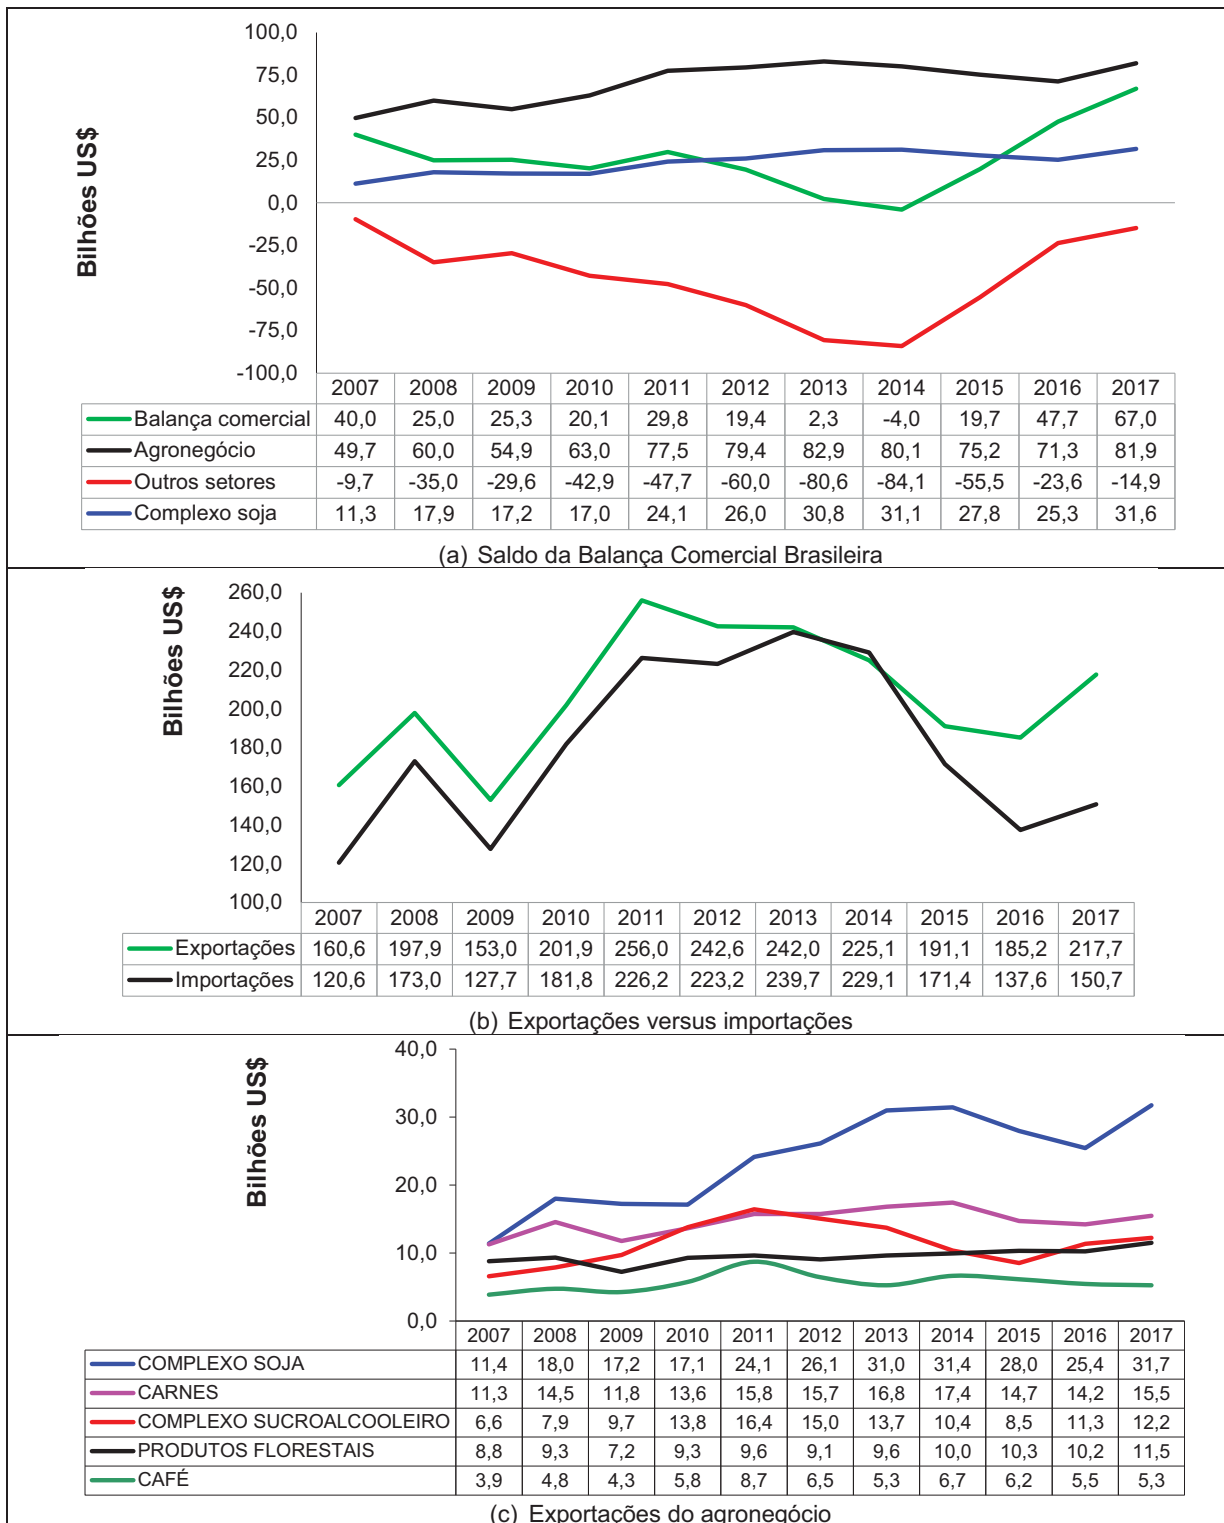 Bilhões US$
100,0
75,0
50,0
25,0
0,0
-25,0
-50,0
-75,0
-100,0
2007 2008 2009 2010 2011 2012 2013 2014 2015 2016 2017
Balança comercial 40,0 25,0 25,3 20,1 29,8 19,4 2,3 -4,0 19,7 47,7 67,0
Agronegócio 49,7 60,0 54,9 63,0 77,5 79,4 82,9 80,1 75,2 71,3 81,9
Outros setores -9,7 -35,0 -29,6 -42,9 -47,7 -60,0 -80,6 -84,1 -55,5 -23,6 -14,9
Complexo soja 11,3 17,9 17,2 17,0 24,1 26,0 30,8 31,1 27,8 25,3 31,6
(a) Saldo da Balança Comercial Brasileira
Bilhões US$
260,0
240,0
220,0
200,0
180,0
160,0
140,0
120,0
100,0
2007 2008 2009 2010 2011 2012 2013 2014 2015 2016 2017
Exportações 160,6 197,9 153,0 201,9 256,0 242,6 242,0 225,1 191,1 185,2 217,7
Importações 120,6 173,0 127,7 181,8 226,2 223,2 239,7 229,1 171,4 137,6 150,7
(b) Exportações versus importações
Bilhões US$
40,0
30,0
20,0
10,0
0,0
2007 2008 2009 2010 2011 2012 2013 2014 2015 2016 2017
COMPLEXO SOJA 11,4 18,0 17,2 17,1 24,1 26,1 31,0 31,4 28,0 25,4 31,7
CARNES 11,3 14,5 11,8 13,6 15,8 15,7 16,8 17,4 14,7 14,2 15,5
COMPLEXO SUCROALCOOLEIRO 6,6 7,9 9,7 13,8 16,4 15,0 13,7 10,4 8,5 11,3 12,2
PRODUTOS FLORESTAIS 8,8 9,3 7,2 9,3 9,6 9,1 9,6 10,0 10,3 10,2 11,5
CAFÉ 3,9 4,8 4,3 5,8 8,7 6,5 5,3 6,7 6,2 5,5 5,3
(c) Exportações do agronegócio